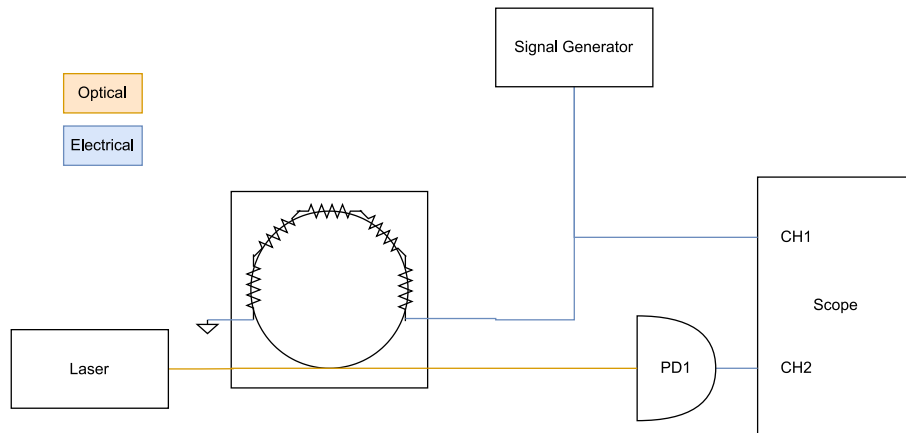 Signal Generator
Optical
Electrical
CH1
Scope
Laser
PD1
CH2